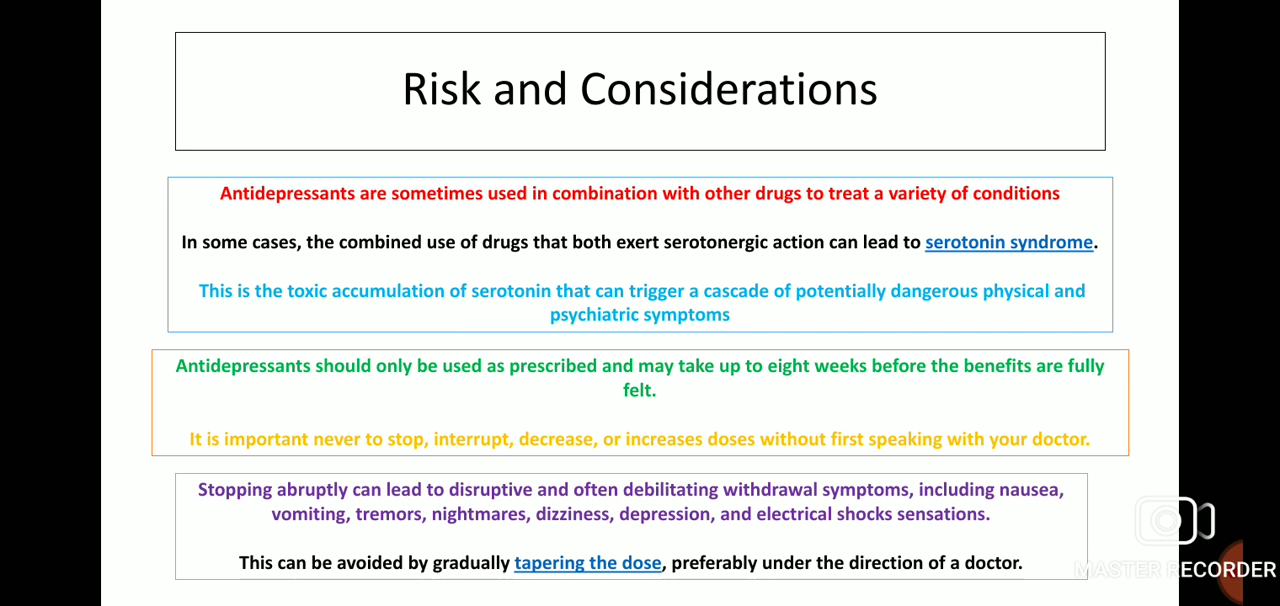 Risk and Considerations
Antidepressants are sometimes used in combination with other drugs to treat a variety of conditions
In some cases, the combined use of drugs that both exert serotonergic action can lead to serotonin syndrome.
This is the toxic accumulation of serotonin that can trigger a cascade of potentially dangerous physical and
psychiatric symptoms
Antidepressants should only be used as prescribed and may take up to eight weeks before the benefits are fully
felt.
It is important never to stop, interrupt, decrease, or increases doses without first speaking with your doctor.
Stopping abruptly can lead to disruptive and often debilitating withdrawal symptoms, including nausea,
vomiting, tremors, nightmares, dizziness, depression, and electrical shocks sensations.
This can be avoided by gradually tapering the dose, preferably under the direction of a doctor.
MASTER RECORDER